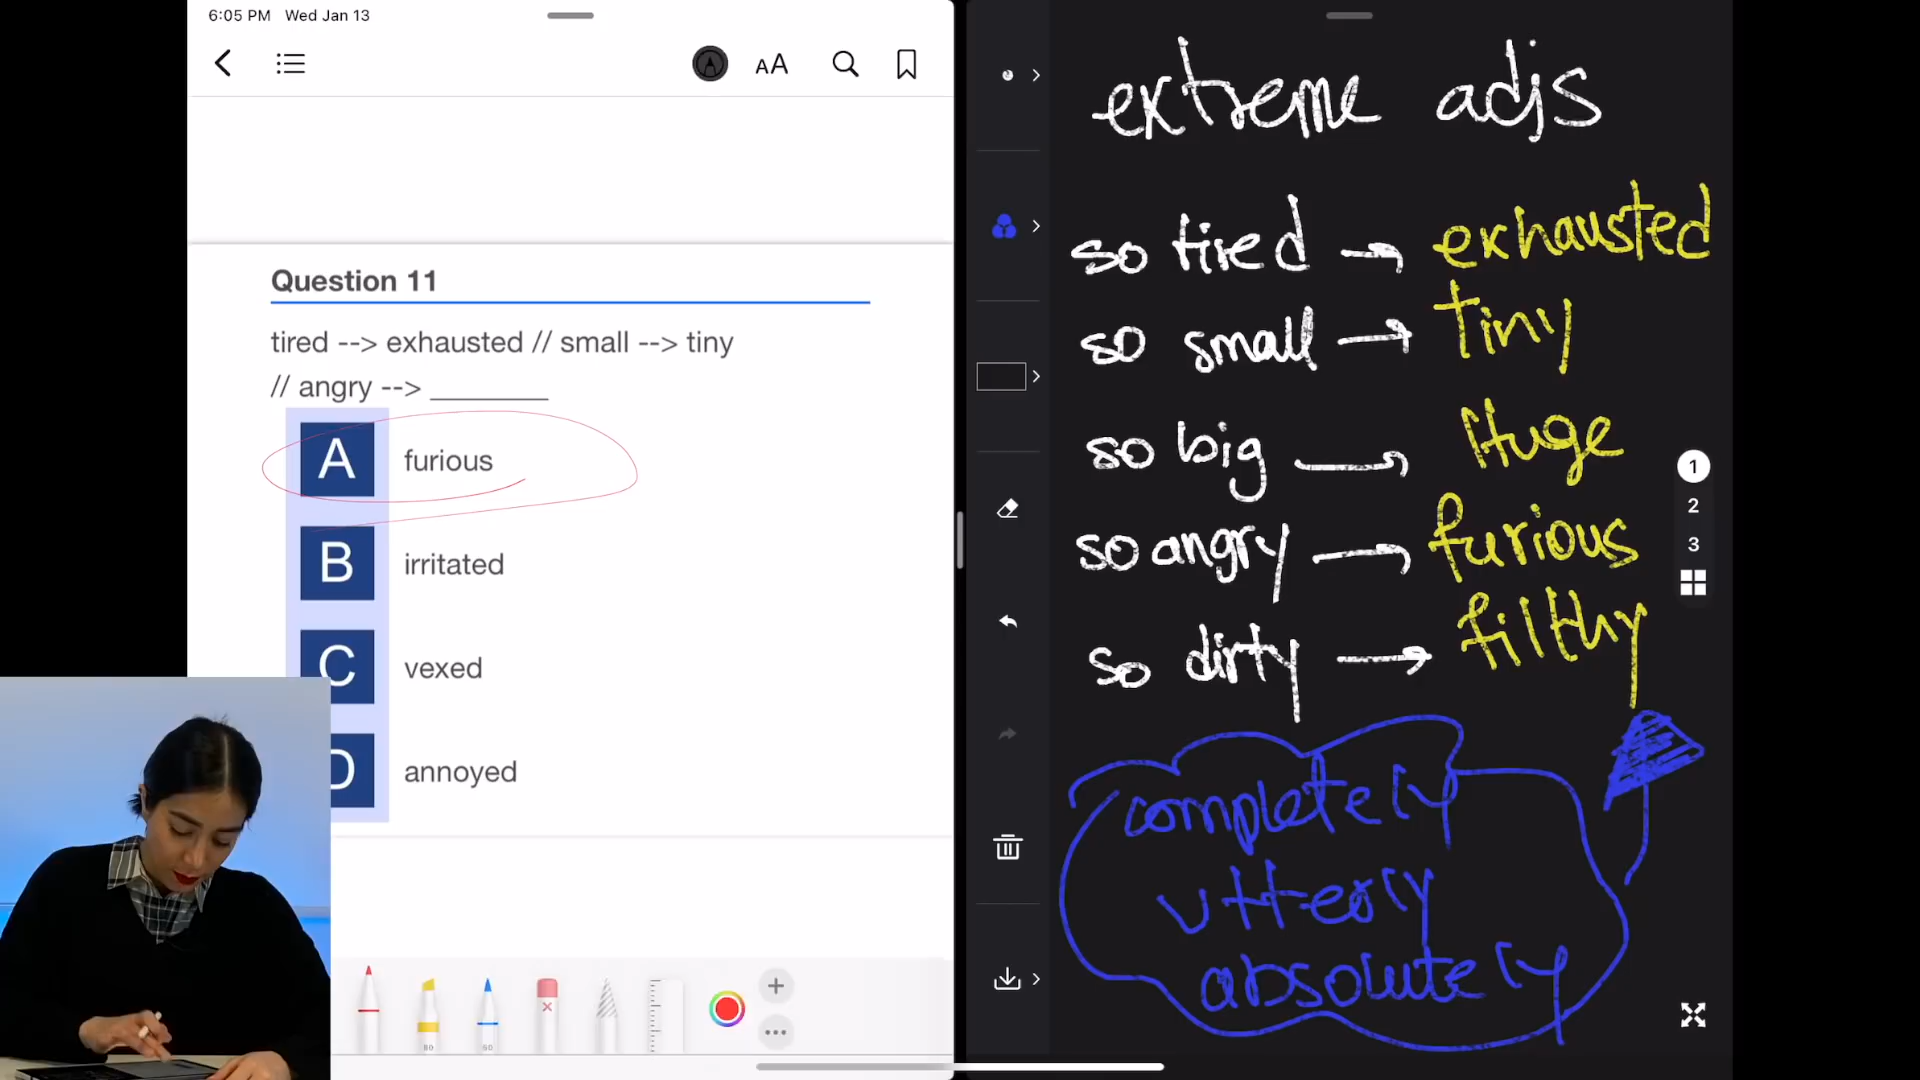 6:05 PM Wed Jan 13
AA
Question 11
tired --> exhausted // small --> tiny
// angry --> ________
A furious
B irritated
C vexed
D annoyed
80
50
extreme adjs
so tired → exhausted
so small → tiny
so big → Huge
so angry → furious
so dirty → filthy
completely
utterly
absolutely
1
2
3